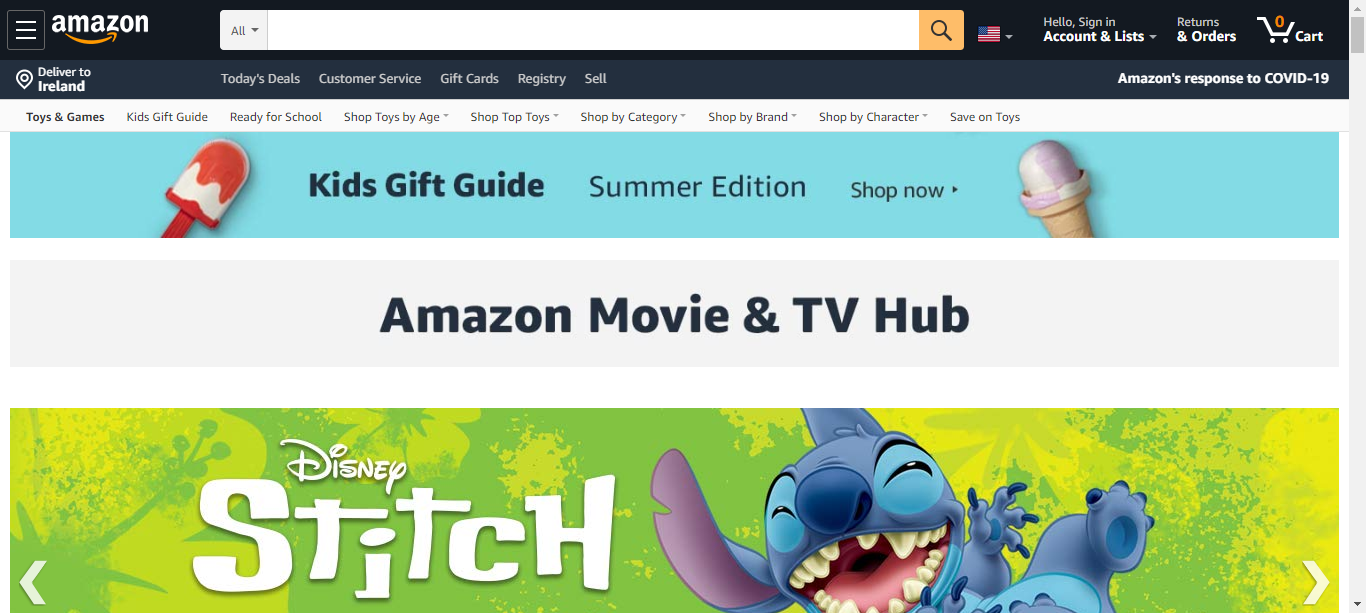 amazon
All
Hello, Sign in
Account & Lists
Returns
& Orders
0
Cart
Deliver to
Ireland
Today's Deals
Customer Service
Gift Cards
Registry
Sell
Amazon's response to COVID-19
Toys & Games
Kids Gift Guide
Ready for School
Shop Toys by Age
Shop Top Toys
Shop by Category
Shop by Brand
Shop by Character
Save on Toys
Kids Gift Guide Summer Edition Shop now
Amazon Movie & TV Hub
Disney
Stitch